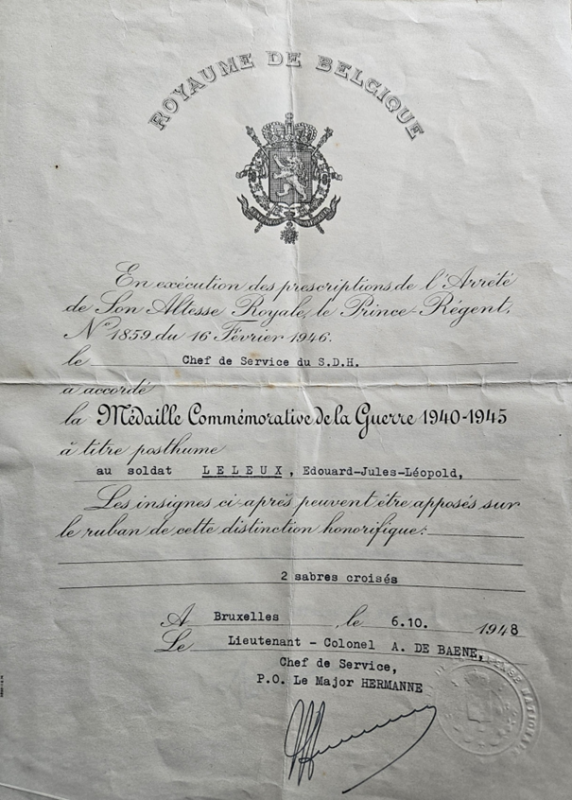 ROYAUME DE BELGIQUE
En exécution des prescriptions de l'Arrêté
de Son Altesse Royale, le Prince-Régent,
N° 1859 du 16 Février 1946.
le Chef de Service du S.D.H.
a accordé
la Médaille Commémorative de la Guerre 1940-1945
à titre posthume
au soldat LELEUX, Edouard-Jules-Léopold,
Les insignes ci-après peuvent être apposés sur
le ruban de cette distinction honorifique:
2 sabres croisés
A Bruxelles, le 6.10. 1948
Le Lieutenant - Colonel A. DE BAENE,
Chef de Service,
P.O. Le Major HERMANNE